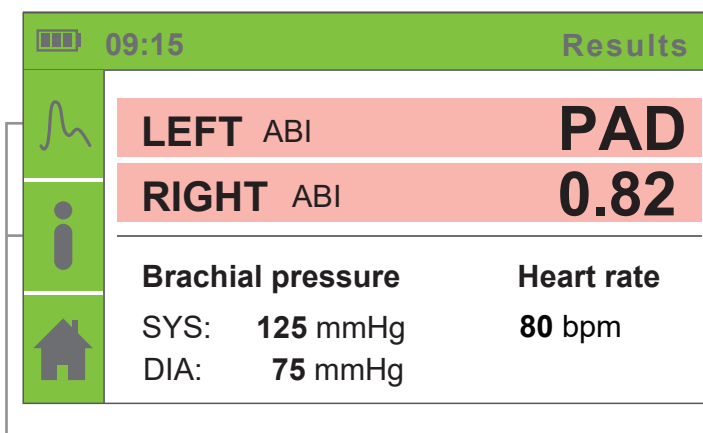 09:15 Results
LEFT ABI PAD
RIGHT ABI 0.82
Brachial pressure Heart rate
SYS: 125 mmHg 80 bpm
DIA: 75 mmHg